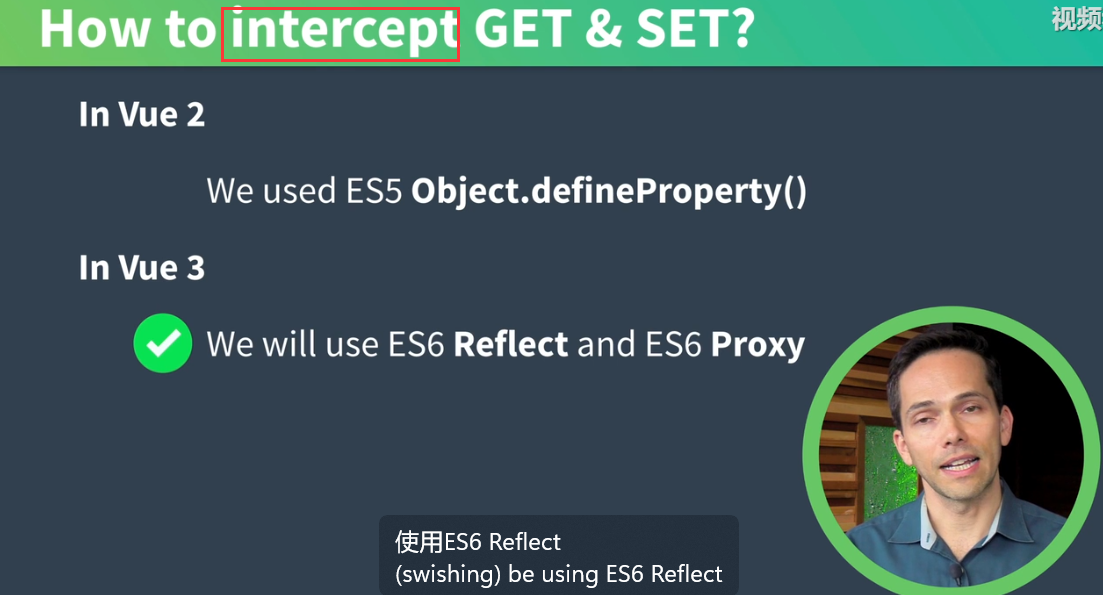 How to intercept GET & SET?
视频
In Vue 2
We used ES5 Object.defineProperty()
In Vue 3
We will use ES6 Reflect and ES6 Proxy
使用ES6 Reflect
(swishing) be using ES6 Reflect